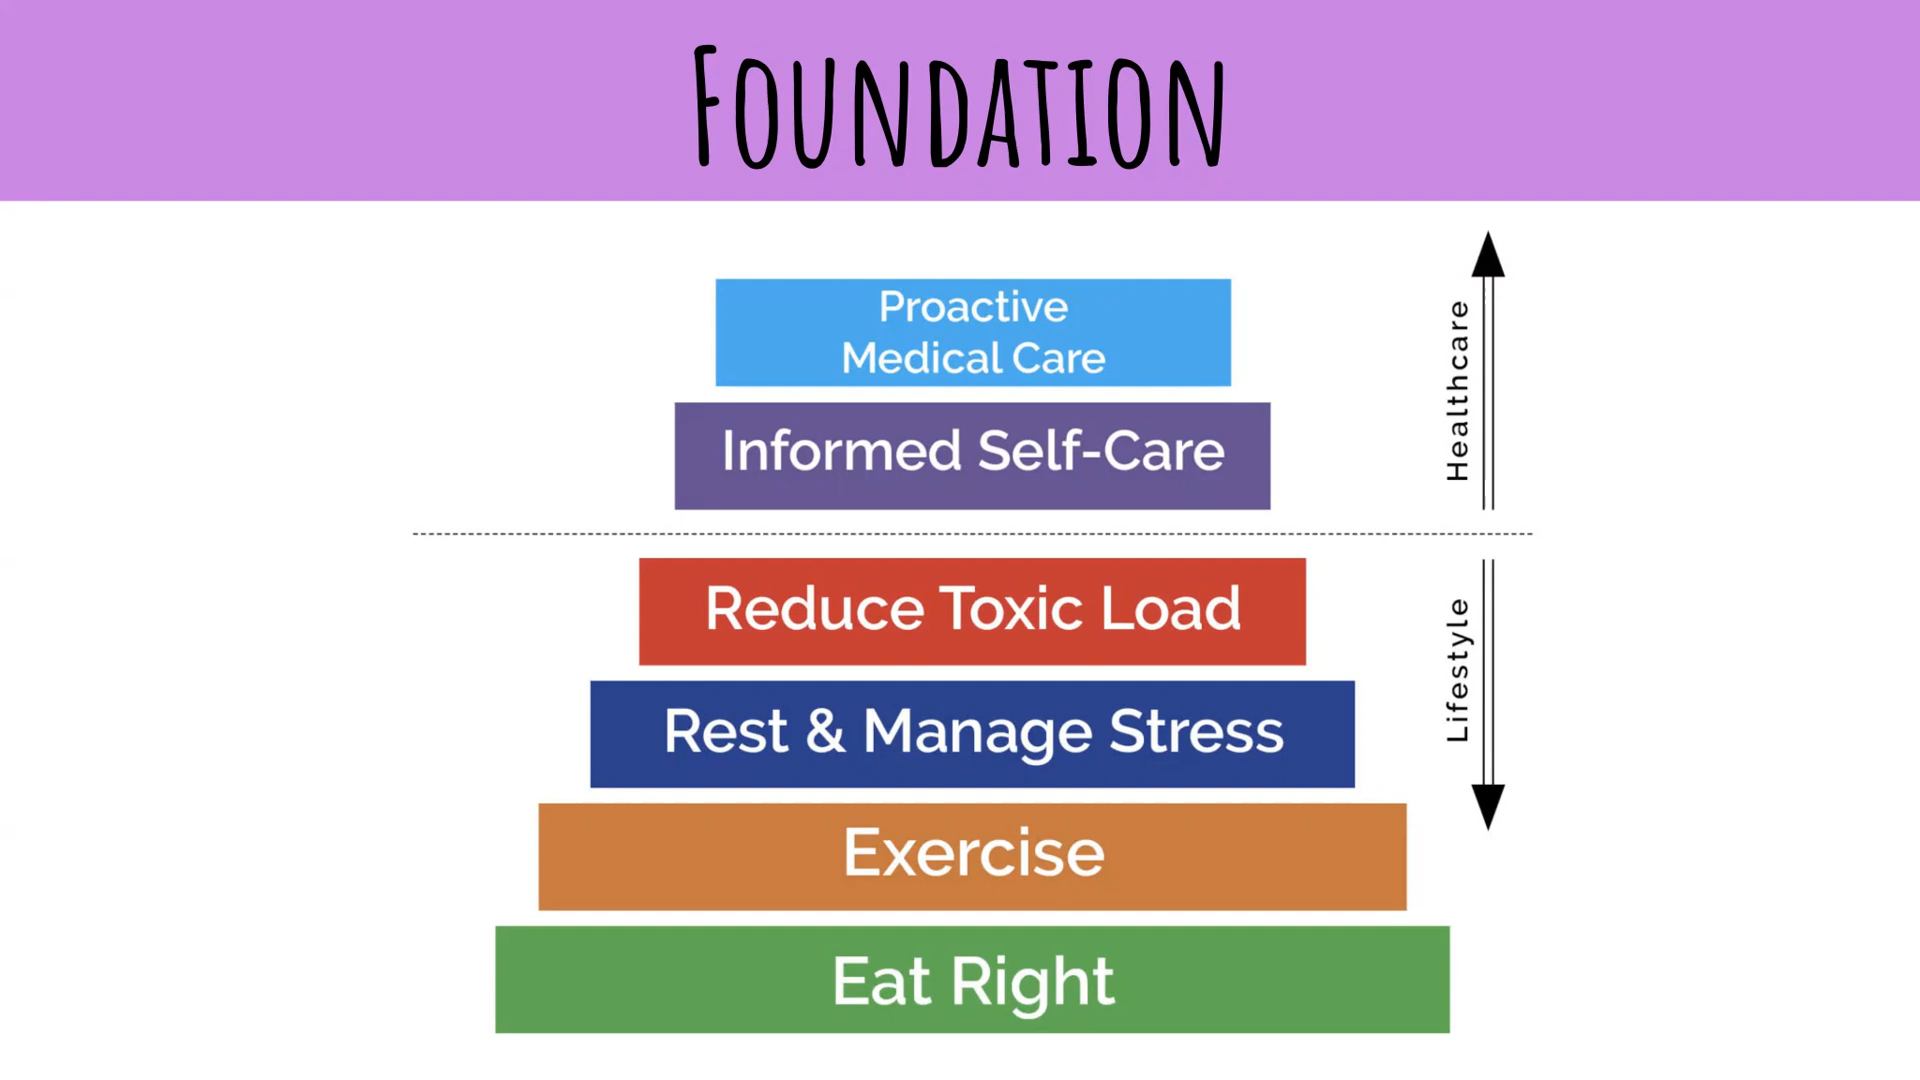 FOUNDATION
Proactive
Medical Care
Informed Self-Care
Healthcare
Reduce Toxic Load
Rest & Manage Stress
Lifestyle
Exercise
Eat Right